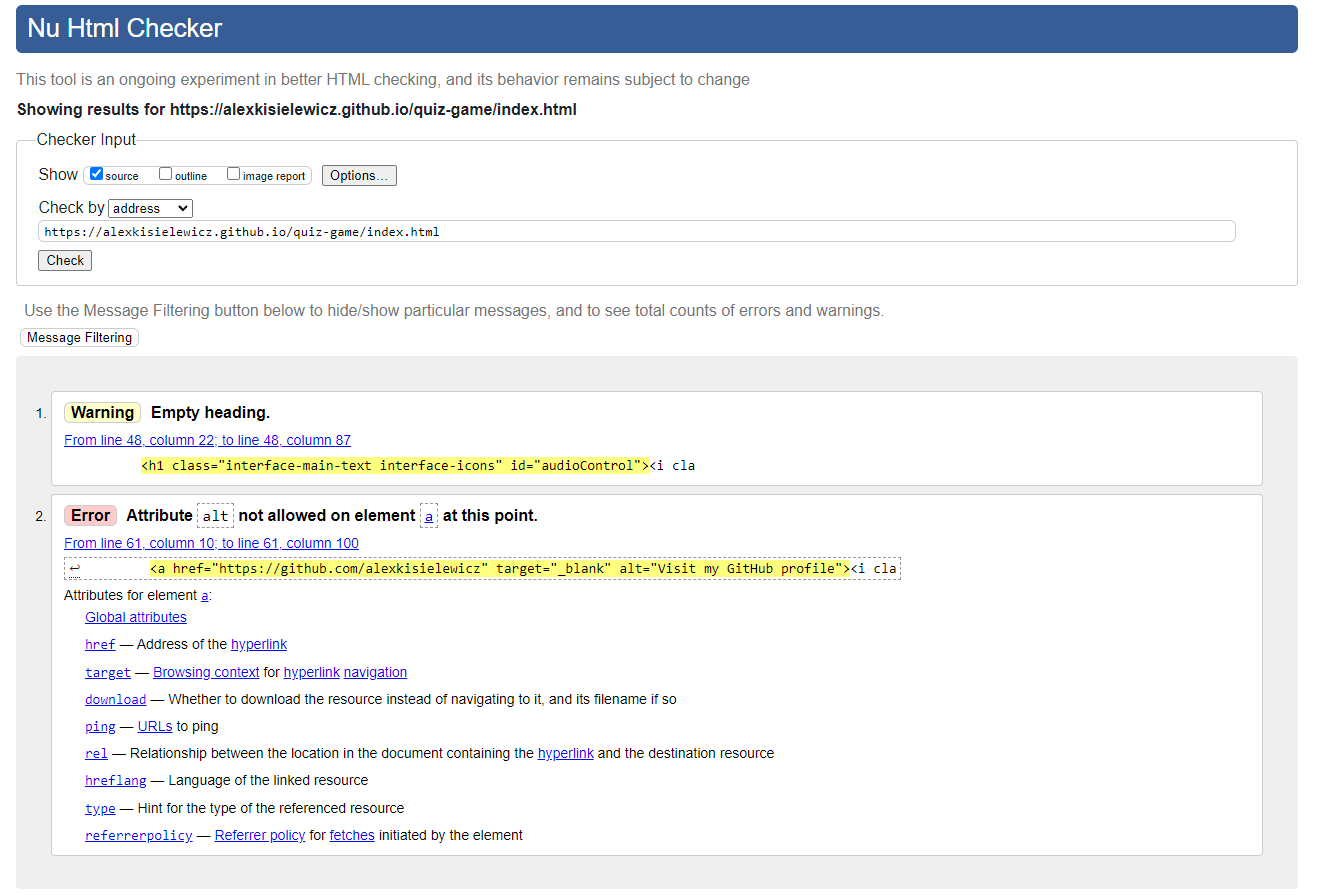 Nu Html Checker
This tool is an ongoing experiment in better HTML checking, and its behavior remains subject to change
Showing results for https://alexkisielewicz.github.io/quiz-game/index.html
Checker Input
Show source outline image report Options...
Check by address
https://alexkisielewicz.github.io/quiz-game/index.html
Check
Use the Message Filtering button below to hide/show particular messages, and to see total counts of errors and warnings.
Message Filtering
1. Warning Empty heading.
From line 48, column 22; to line 48, column 87
<h1 class="interface-main-text interface-icons" id="audioControl"><i cla
2. Error Attribute alt not allowed on element a at this point.
From line 61, column 10; to line 61, column 100
↩ <a href="https://github.com/alexkisielewicz" target="_blank" alt="Visit my GitHub profile"><i cla
Attributes for element a:
Global attributes
href — Address of the hyperlink
target — Browsing context for hyperlink navigation
download — Whether to download the resource instead of navigating to it, and its filename if so
ping — URLs to ping
rel — Relationship between the location in the document containing the hyperlink and the destination resource
hreflang — Language of the linked resource
type — Hint for the type of the referenced resource
referrerpolicy — Referrer policy for fetches initiated by the element